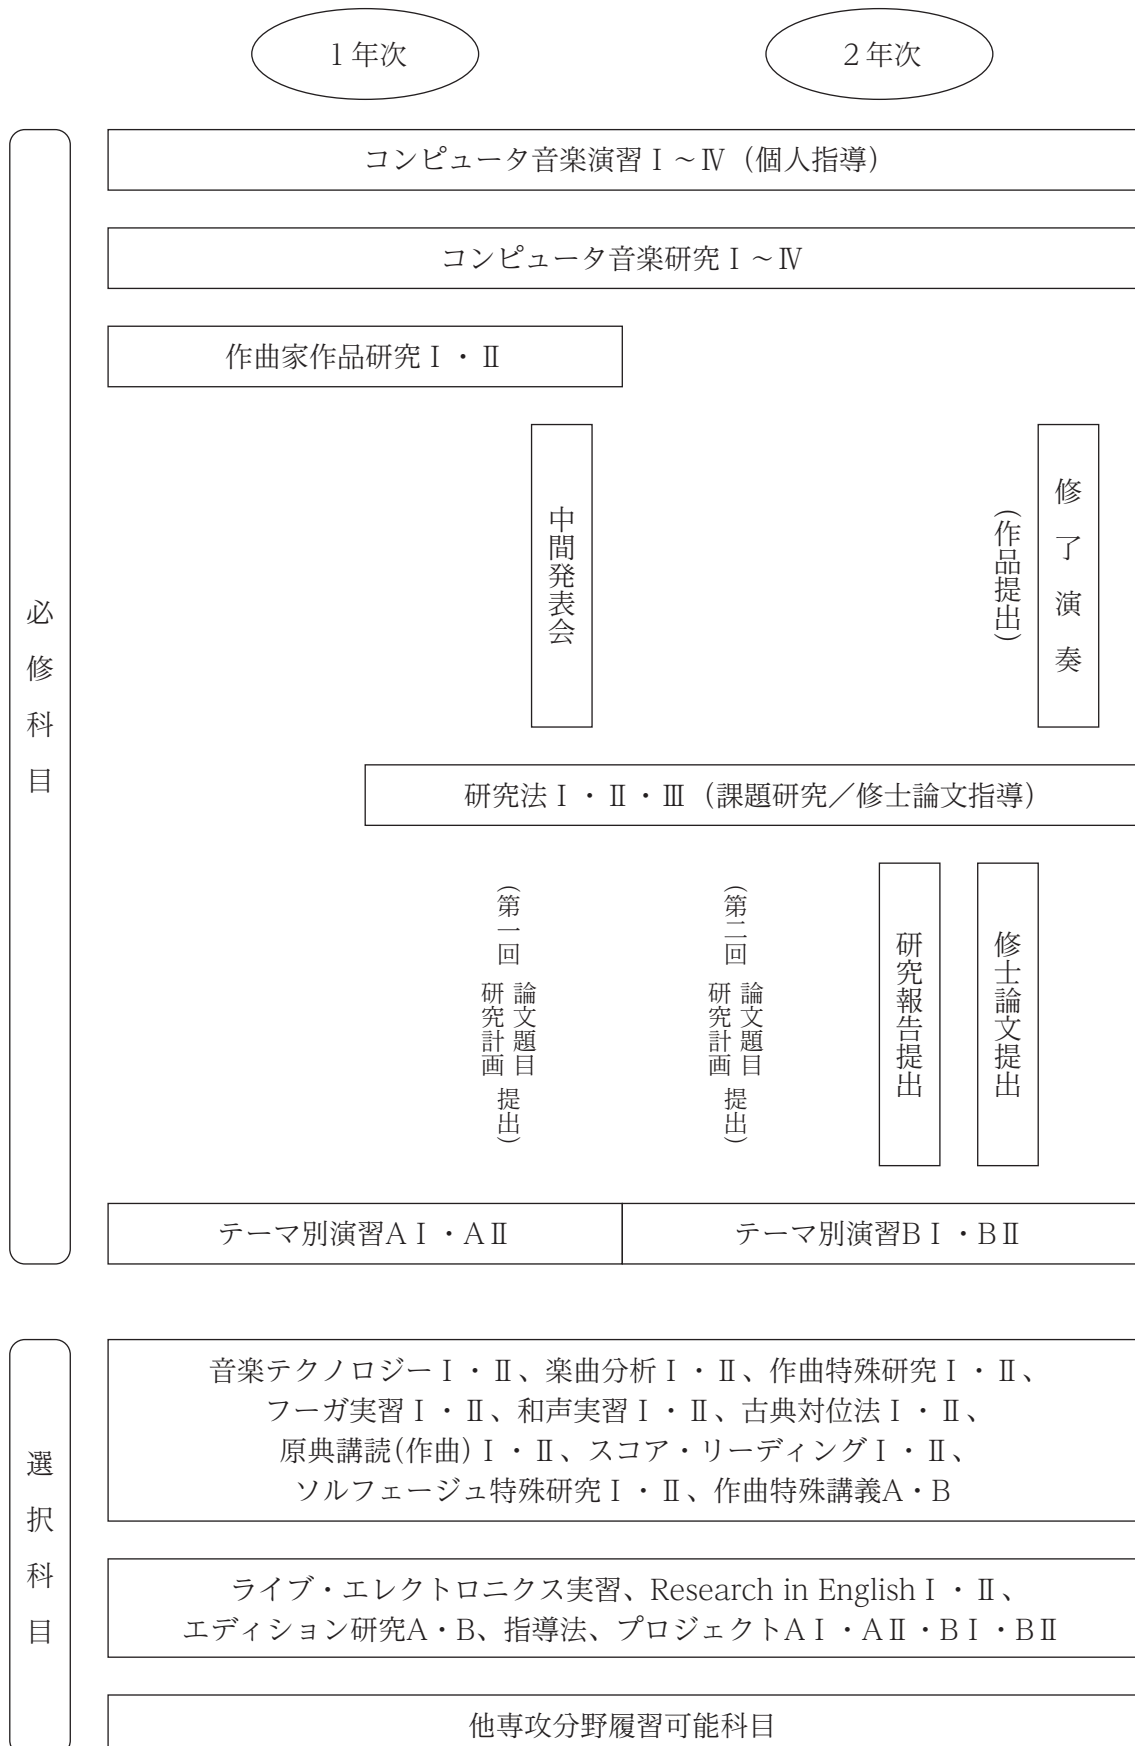 1年次
2年次
必修科目
コンピュータ音楽演習Ⅰ～Ⅳ（個人指導）
コンピュータ音楽研究Ⅰ～Ⅳ
作曲家作品研究Ⅰ・Ⅱ
中間発表会
修了演奏
(作品提出)
研究法Ⅰ・Ⅱ・Ⅲ（課題研究／修士論文指導）
(第一回 論文題目
研究計画 提出)
(第二回 論文題目
研究計画 提出)
研究報告提出
修士論文提出
テーマ別演習AⅠ・AⅡ
テーマ別演習BⅠ・BⅡ
選択科目
音楽テクノロジーⅠ・Ⅱ、楽曲分析Ⅰ・Ⅱ、作曲特殊研究Ⅰ・Ⅱ、
フーガ実習Ⅰ・Ⅱ、和声実習Ⅰ・Ⅱ、古典対位法Ⅰ・Ⅱ、
原典講読(作曲)Ⅰ・Ⅱ、スコア・リーディングⅠ・Ⅱ、
ソルフェージュ特殊研究Ⅰ・Ⅱ、作曲特殊講義A・B
ライブ・エレクトロニクス実習、Research in EnglishⅠ・Ⅱ、
エディション研究A・B、指導法、プロジェクトAⅠ・AⅡ・BⅠ・BⅡ
他専攻分野履修可能科目